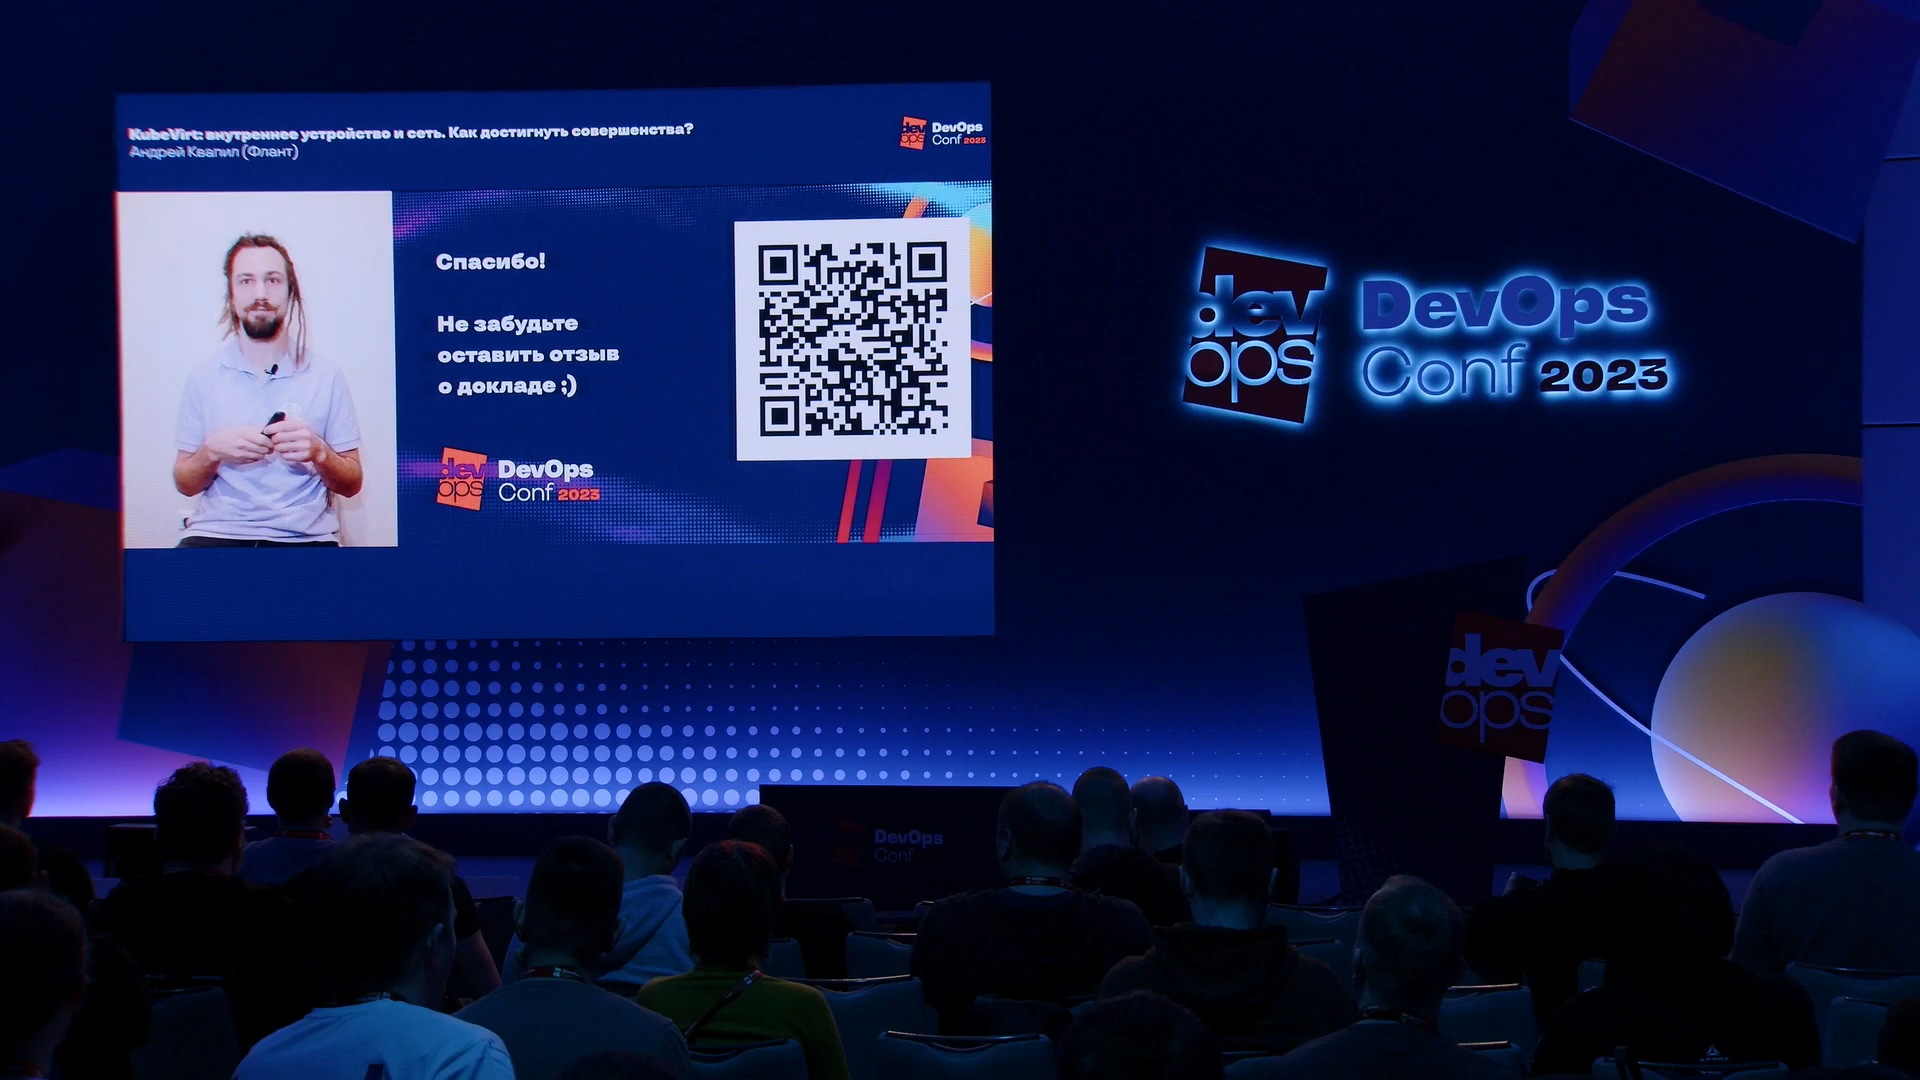 KubeVirt: внутреннее устройство и сеть. Как достигнуть совершенства?
Андрей Квапил (Флант)
dev
ops
DevOps
Conf 2023
Спасибо!
Не забудьте
оставить отзыв
о докладе ;)
dev
ops
DevOps
Conf 2023
dev
ops
DevOps
Conf 2023
dev
ops
DevOps
Conf